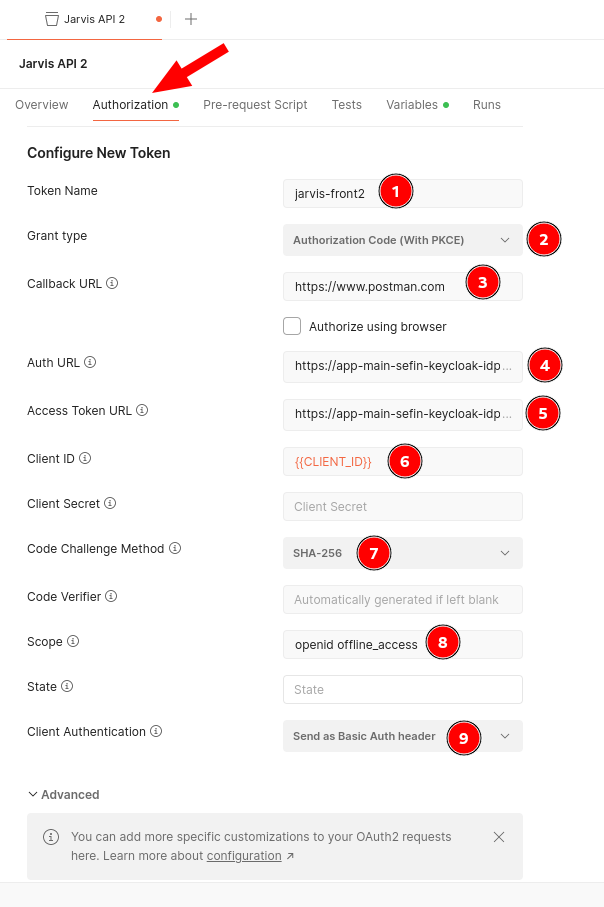 Jarvis API 2
Jarvis API 2
Overview Authorization Pre-request Script Tests Variables Runs
Configure New Token
Token Name jarvis-front2 1
Grant type Authorization Code (With PKCE) 2
Callback URL https://www.postman.com 3
Authorize using browser
Auth URL https://app-main-sefin-keycloak-idp... 4
Access Token URL https://app-main-sefin-keycloak-idp... 5
Client ID {{CLIENT_ID}} 6
Client Secret Client Secret
Code Challenge Method SHA-256 7
Code Verifier Automatically generated if left blank
Scope openid offline_access 8
State State
Client Authentication Send as Basic Auth header 9
Advanced
You can add more specific customizations to your OAuth2 requests
here. Learn more about configuration ↗